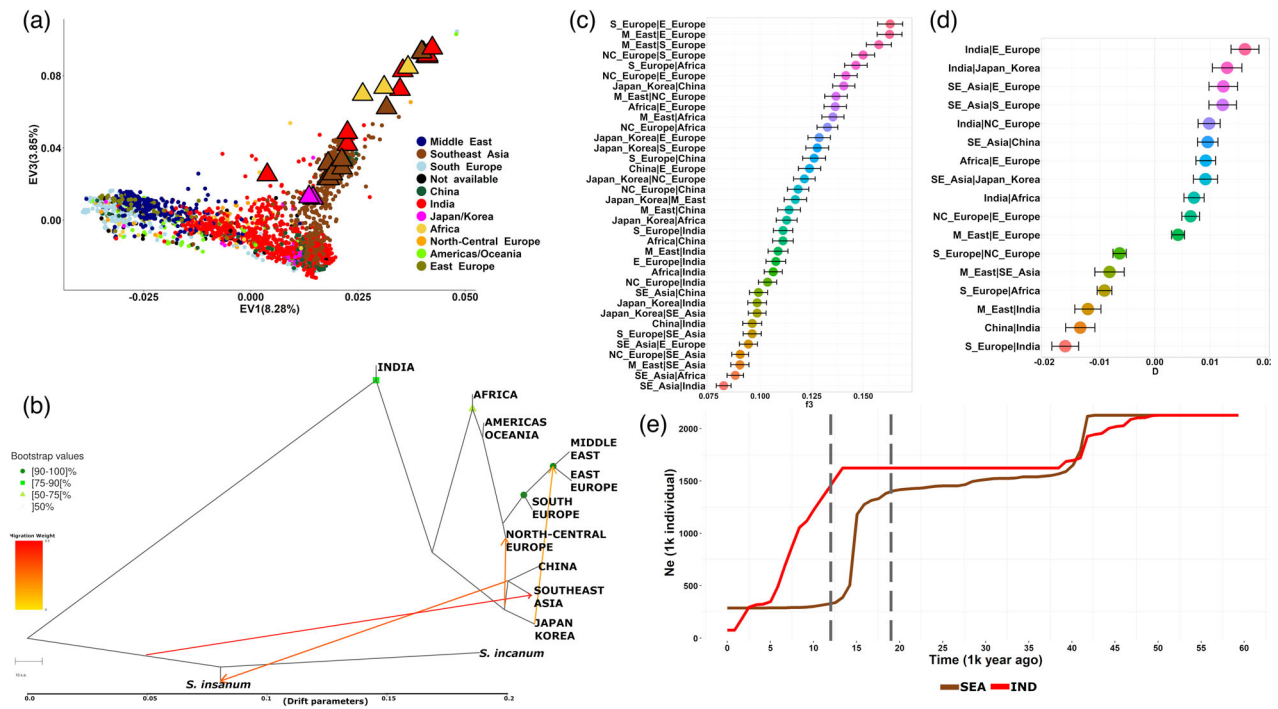 (a)
EV3(3.85%)
0.08
0.04
0.00
-0.025
0.000
0.025
0.050
EV1(8.28%)
Middle East
Southeast Asia
South Europe
Not available
China
India
Japan/Korea
Africa
North-Central Europe
Americas/Oceania
East Europe
(b)
Bootstrap values
[90-100]%
[75-90[%
[50-75[%
]50%
Migration Weight
0
INDIA
AFRICA
AMERICAS
OCEANIA
MIDDLE
EAST
EAST
EUROPE
SOUTH
EUROPE
NORTH-CENTRAL
EUROPE
CHINA
SOUTHEAST
ASIA
JAPAN
KOREA
S. incanum
S. insanum
10 s.e.
0.0
0.05
0.1
0.15
0.2
(Drift parameters)
(c)
S_Europe|E_Europe
M_East|E_Europe
M_East|S_Europe
NC_Europe|S_Europe
S_Europe|Africa
NC_Europe|E_Europe
Japan_Korea|China
M_East|NC_Europe
Africa|E_Europe
M_East|Africa
NC_Europe|Africa
Japan_Korea|E_Europe
Japan_Korea|S_Europe
S_Europe|China
China|E_Europe
Japan_Korea|NC_Europe
NC_Europe|China
Japan_Korea|M_East
M_East|China
Japan_Korea|Africa
S_Europe|India
Africa|China
M_East|India
E_Europe|India
Africa|India
NC_Europe|India
SE_Asia|China
Japan_Korea|India
Japan_Korea|SE_Asia
China|India
S_Europe|SE_Asia
SE_Asia|E_Europe
NC_Europe|SE_Asia
M_East|SE_Asia
SE_Asia|Africa
SE_Asia|India
0.075
0.100
0.125
0.150
f3
(d)
India|E_Europe
India|Japan_Korea
SE_Asia|E_Europe
SE_Asia|S_Europe
India|NC_Europe
SE_Asia|China
Africa|E_Europe
SE_Asia|Japan_Korea
India|Africa
NC_Europe|E_Europe
M_East|E_Europe
S_Europe|NC_Europe
M_East|SE_Asia
S_Europe|Africa
M_East|India
China|India
S_Europe|India
-0.02
-0.01
0.00
0.01
D
(e)
Ne (1k individual)
2000
1500
1000
500
0
0
5
10
15
20
25
30
35
40
45
50
55
60
Time (1k year ago)
SEA
IND